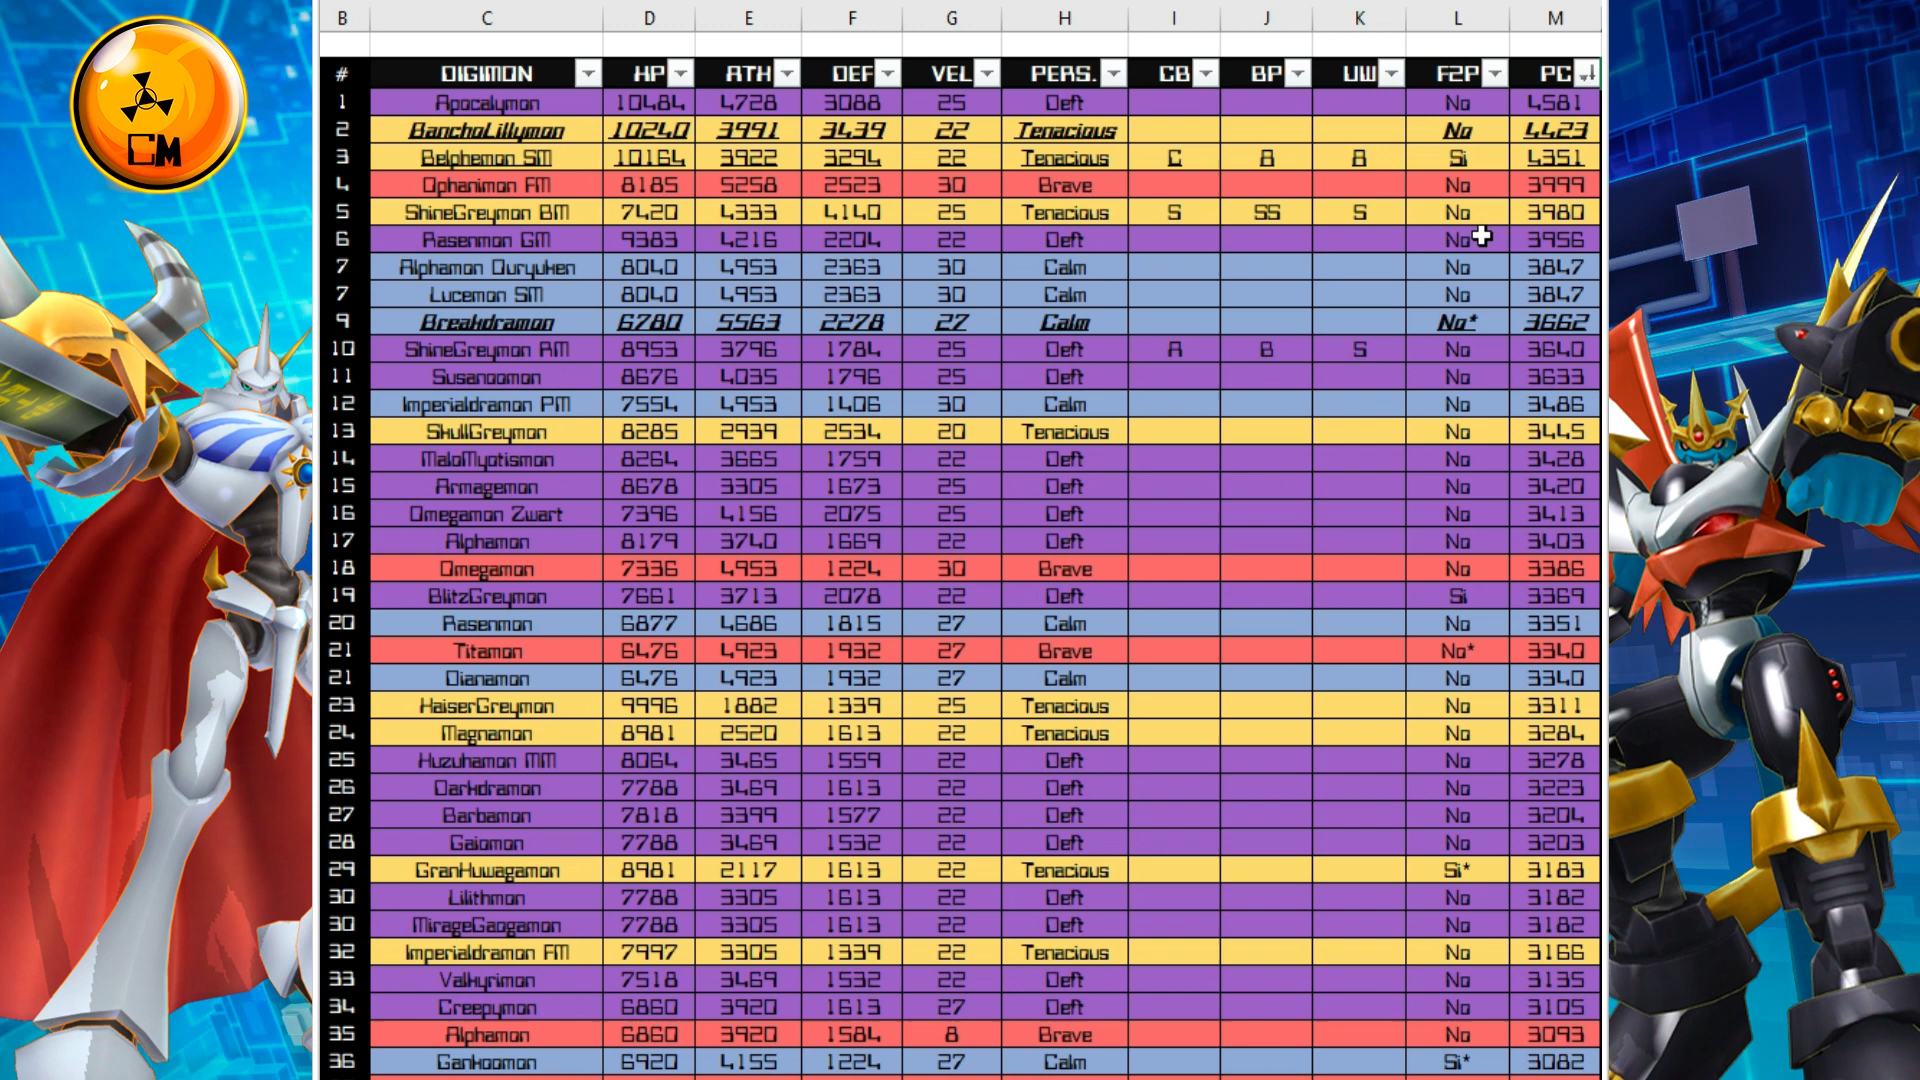 CM
B C D E F G H I J K L M
# DIGIMON HP ATK DEF VEL PERS. CB BP UW F2P PC
1 Apocalymon 10484 4728 3088 25 Deft No 4581
2 BanchoLillymon 10240 3991 3439 22 Tenacious No 4423
3 Belphemon SM 10164 3922 3294 22 Tenacious C A A Si 4351
4 Ophanimon FM 8185 5258 2523 30 Brave No 3999
5 ShineGreymon BM 7420 4333 4140 25 Tenacious S SS S No 3980
6 Rasenmon GM 9383 4216 2204 22 Deft No 3956
7 Alphamon Ouryuken 8040 4953 2363 30 Calm No 3847
7 Lucemon SM 8040 4953 2363 30 Calm No 3847
9 Breakdramon 6780 5563 2278 27 Calm No* 3662
10 ShineGreymon RM 8953 3796 1784 25 Deft A B S No 3640
11 Susanoomon 8676 4035 1796 25 Deft No 3633
12 Imperialdramon PM 7554 4953 1406 30 Calm No 3486
13 SkullGreymon 8285 2939 2534 20 Tenacious No 3445
14 MaloMyotismon 8264 3665 1759 22 Deft No 3428
15 Armagemon 8678 3305 1673 25 Deft No 3420
16 Omegamon Zwart 7396 4156 2075 25 Deft No 3413
17 Alphamon 8179 3740 1669 22 Deft No 3403
18 Omegamon 7336 4953 1224 30 Brave No 3386
19 BlitzGreymon 7661 3713 2078 22 Deft Si 3369
20 Rasenmon 6877 4686 1815 27 Calm No 3351
21 Titamon 6476 4923 1932 27 Brave No* 3340
21 Dianamon 6476 4923 1932 27 Calm No 3340
23 KaiserGreymon 9996 1882 1339 25 Tenacious No 3311
24 Magnamon 8981 2520 1613 22 Tenacious No 3284
25 Kuzuhamon MM 8064 3465 1559 22 Deft No 3278
26 Darkdramon 7788 3469 1613 22 Deft No 3223
27 Barbamon 7818 3399 1577 22 Deft No 3204
28 Gaiomon 7788 3469 1532 22 Deft No 3203
29 GranKuwagamon 8981 2117 1613 22 Tenacious Si* 3183
30 Lilithmon 7788 3305 1613 22 Deft No 3182
30 MirageGaogamon 7788 3305 1613 22 Deft No 3182
32 Imperialdramon FM 7997 3305 1339 22 Tenacious No 3166
33 Valkyrimon 7518 3469 1532 22 Deft No 3135
34 Creepymon 6860 3920 1613 27 Deft No 3105
35 Alphamon 6860 3920 1584 8 Brave No 3093
36 Gankoomon 6920 4155 1224 27 Calm Si* 3082